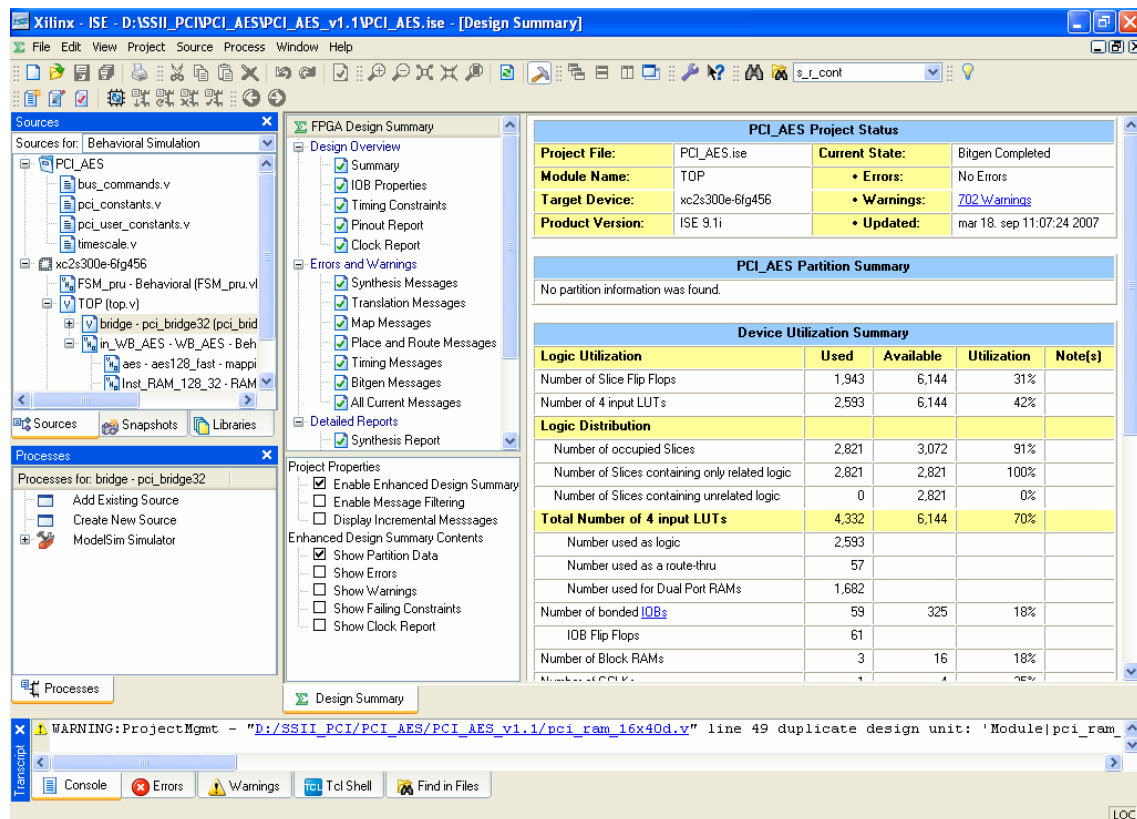 Xilinx - ISE - D:\SSII_PCI\PCI_AES\PCI_AES_v1.1\PCI_AES.ise - [Design Summary]
File Edit View Project Source Process Window Help
s_r_cont
Sources
Sources for: Behavioral Simulation
PCI_AES
bus_commands.v
pci_constants.v
pci_user_constants.v
timescale.v
xc2s300e-6fg456
FSM_pru - Behavioral (FSM_pru.vl
TOP (top.v)
bridge - pci_bridge32 (pci_brid
in_WB_AES - WB_AES - Beh
aes - aes128_fast - mappi
Inst_RAM_128_32 - RAM
Sources Snapshots Libraries
Processes
Processes for: bridge - pci_bridge32
Add Existing Source
Create New Source
ModelSim Simulator
Processes
FPGA Design Summary
Design Overview
Summary
IOB Properties
Timing Constraints
Pinout Report
Clock Report
Errors and Warnings
Synthesis Messages
Translation Messages
Map Messages
Place and Route Messages
Timing Messages
Bitgen Messages
All Current Messages
Detailed Reports
Synthesis Report
Project Properties
Enable Enhanced Design Summary
Enable Message Filtering
Display Incremental Messsages
Enhanced Design Summary Contents
Show Partition Data
Show Errors
Show Warnings
Show Failing Constraints
Show Clock Report
Design Summary
PCI_AES Project Status
Project File: PCI_AES.ise Current State: Bitgen Completed
Module Name: TOP • Errors: No Errors
Target Device: xc2s300e-6fg456 • Warnings: 702 Warnings
Product Version: ISE 9.1i • Updated: mar 18. sep 11:07:24 2007
PCI_AES Partition Summary
No partition information was found.
Device Utilization Summary
Logic Utilization Used Available Utilization Note(s)
Number of Slice Flip Flops 1,943 6,144 31%
Number of 4 input LUTs 2,593 6,144 42%
Logic Distribution
Number of occupied Slices 2,821 3,072 91%
Number of Slices containing only related logic 2,821 2,821 100%
Number of Slices containing unrelated logic 0 2,821 0%
Total Number of 4 input LUTs 4,332 6,144 70%
Number used as logic 2,593
Number used as a route-thru 57
Number used for Dual Port RAMs 1,682
Number of bonded IOBs 59 325 18%
IOB Flip Flops 61
Number of Block RAMs 3 16 18%
Transcript
WARNING:ProjectMgmt - "D:/SSII_PCI/PCI_AES/PCI_AES_v1.1/pci_ram_16x40d.v" line 49 duplicate design unit: 'Module|pci_ram_
Console Errors Warnings TCL Tcl Shell Find in Files
LOC